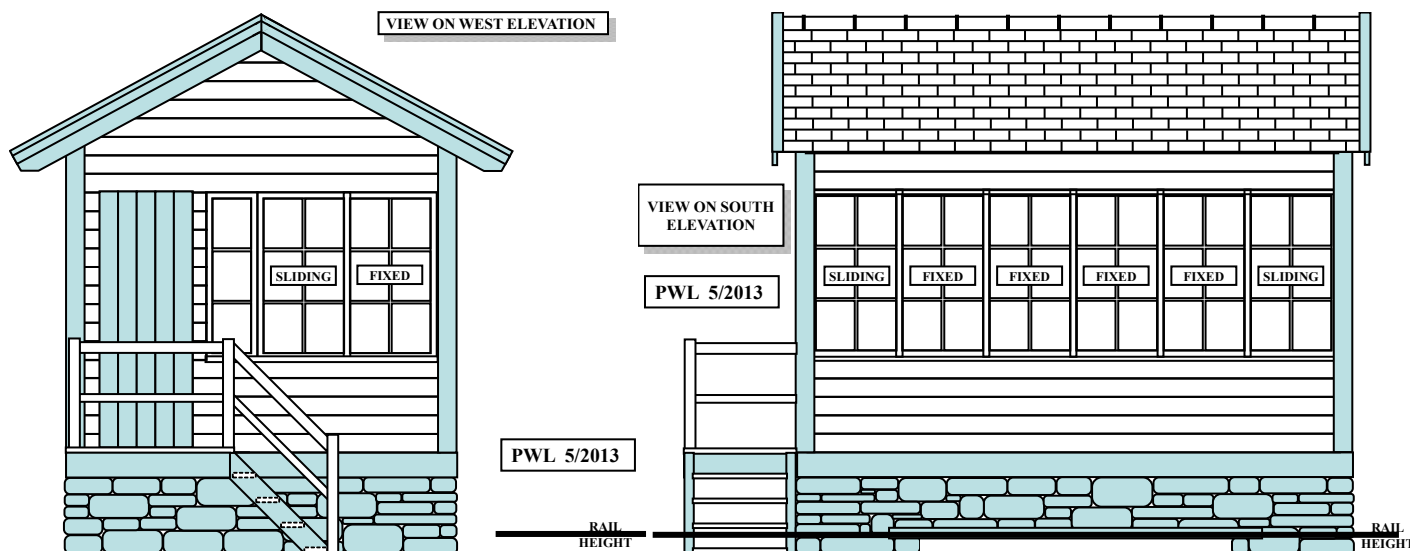 VIEW ON WEST ELEVATION
SLIDING
FIXED
PWL 5/2013
RAIL
HEIGHT
VIEW ON SOUTH
ELEVATION
PWL 5/2013
SLIDING
FIXED
FIXED
FIXED
FIXED
SLIDING
RAIL
HEIGHT